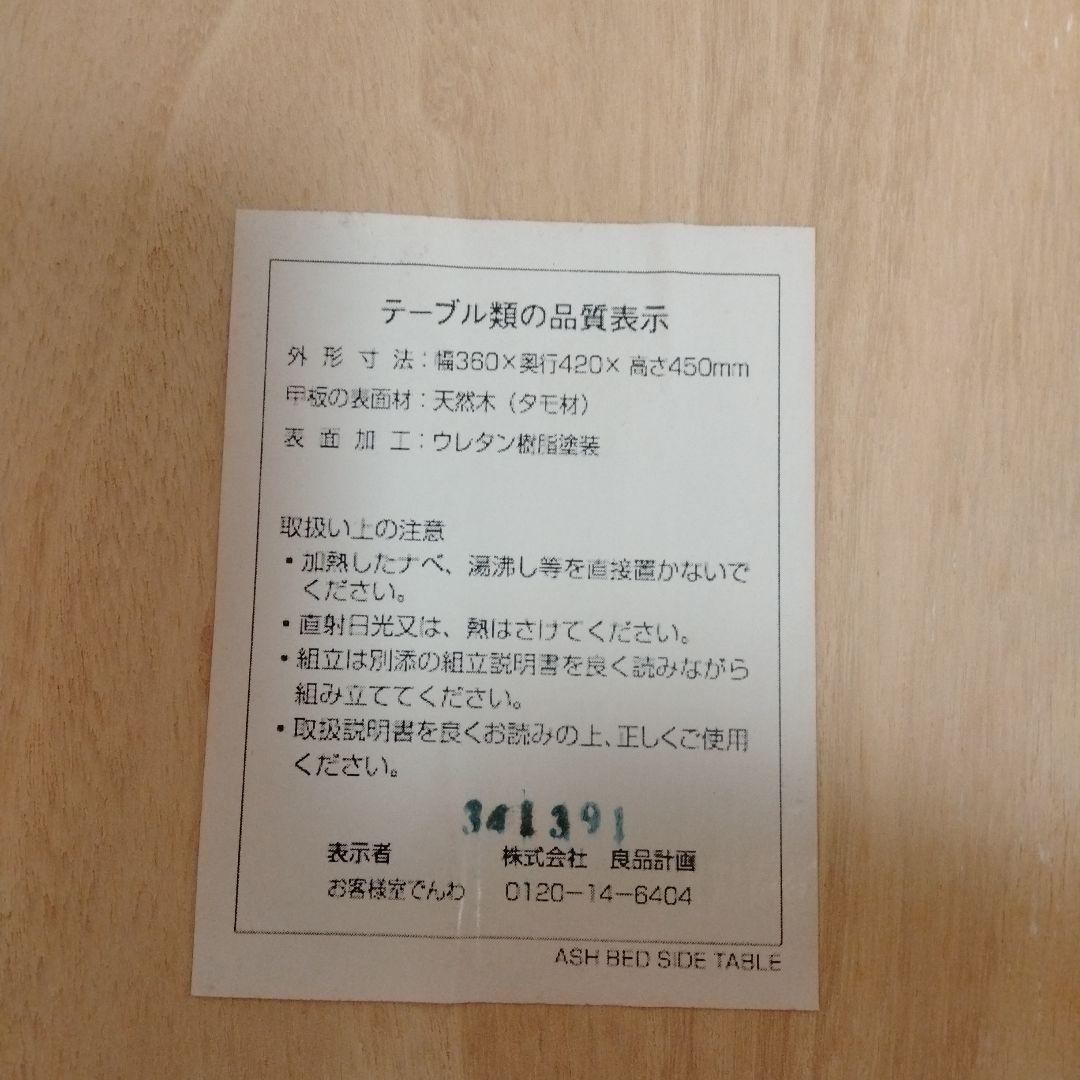 テーブル類の品質表示
外形寸法：幅360×奥行420×高さ450mm
甲板の表面材：天然木（タモ材）
表面加工：ウレタン樹脂塗装
取扱い上の注意
・加熱したナベ、湯沸し等を直接置かないで
ください。
・直射日光又は、熱はさけてください。
・組立は別添の組立説明書を良く読みながら
組み立ててください。
・取扱説明書を良くお読みの上、正しくご使用
ください。
341391
表示者 株式会社 良品計画
お客様室でんわ 0120-14-6404
ASH BED SIDE TABLE